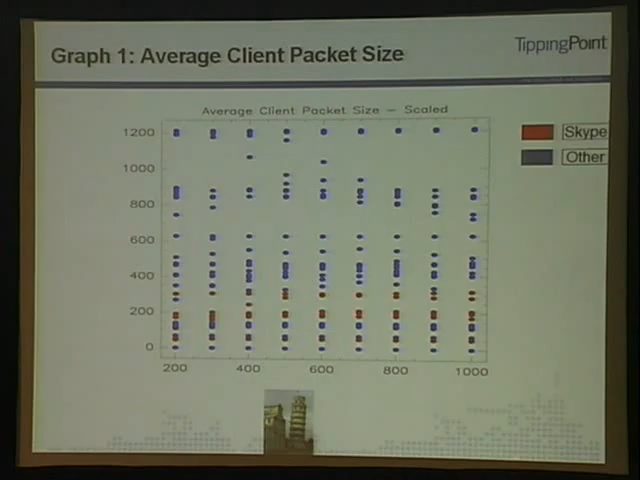 Graph 1: Average Client Packet Size
TippingPoint
Average Client Packet Size - Scaled
1200
1000
800
600
400
200
0
200 400 600 800 1000
Skype
Other